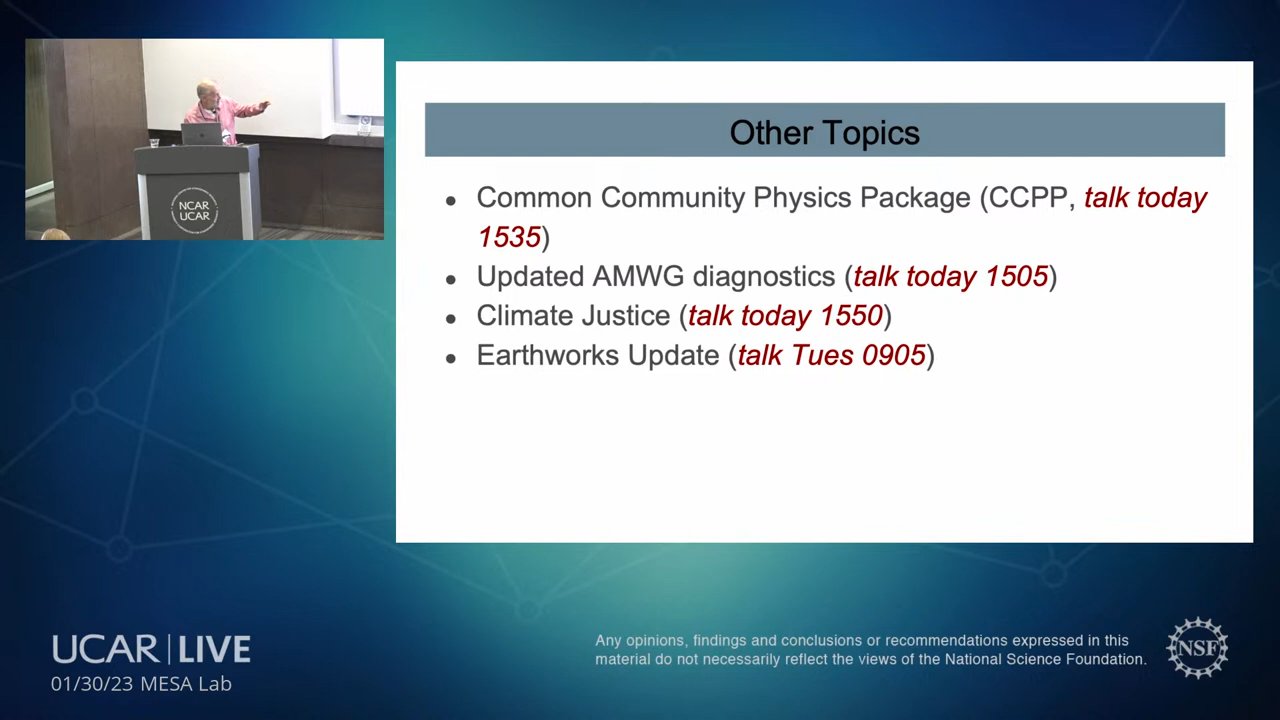 NCAR
UCAR
Other Topics
• Common Community Physics Package (CCPP, talk today
1535)
• Updated AMWG diagnostics (talk today 1505)
• Climate Justice (talk today 1550)
• Earthworks Update (talk Tues 0905)
UCAR | LIVE
01/30/23 MESA Lab
Any opinions, findings and conclusions or recommendations expressed in this
material do not necessarily reflect the views of the National Science Foundation.
NSF